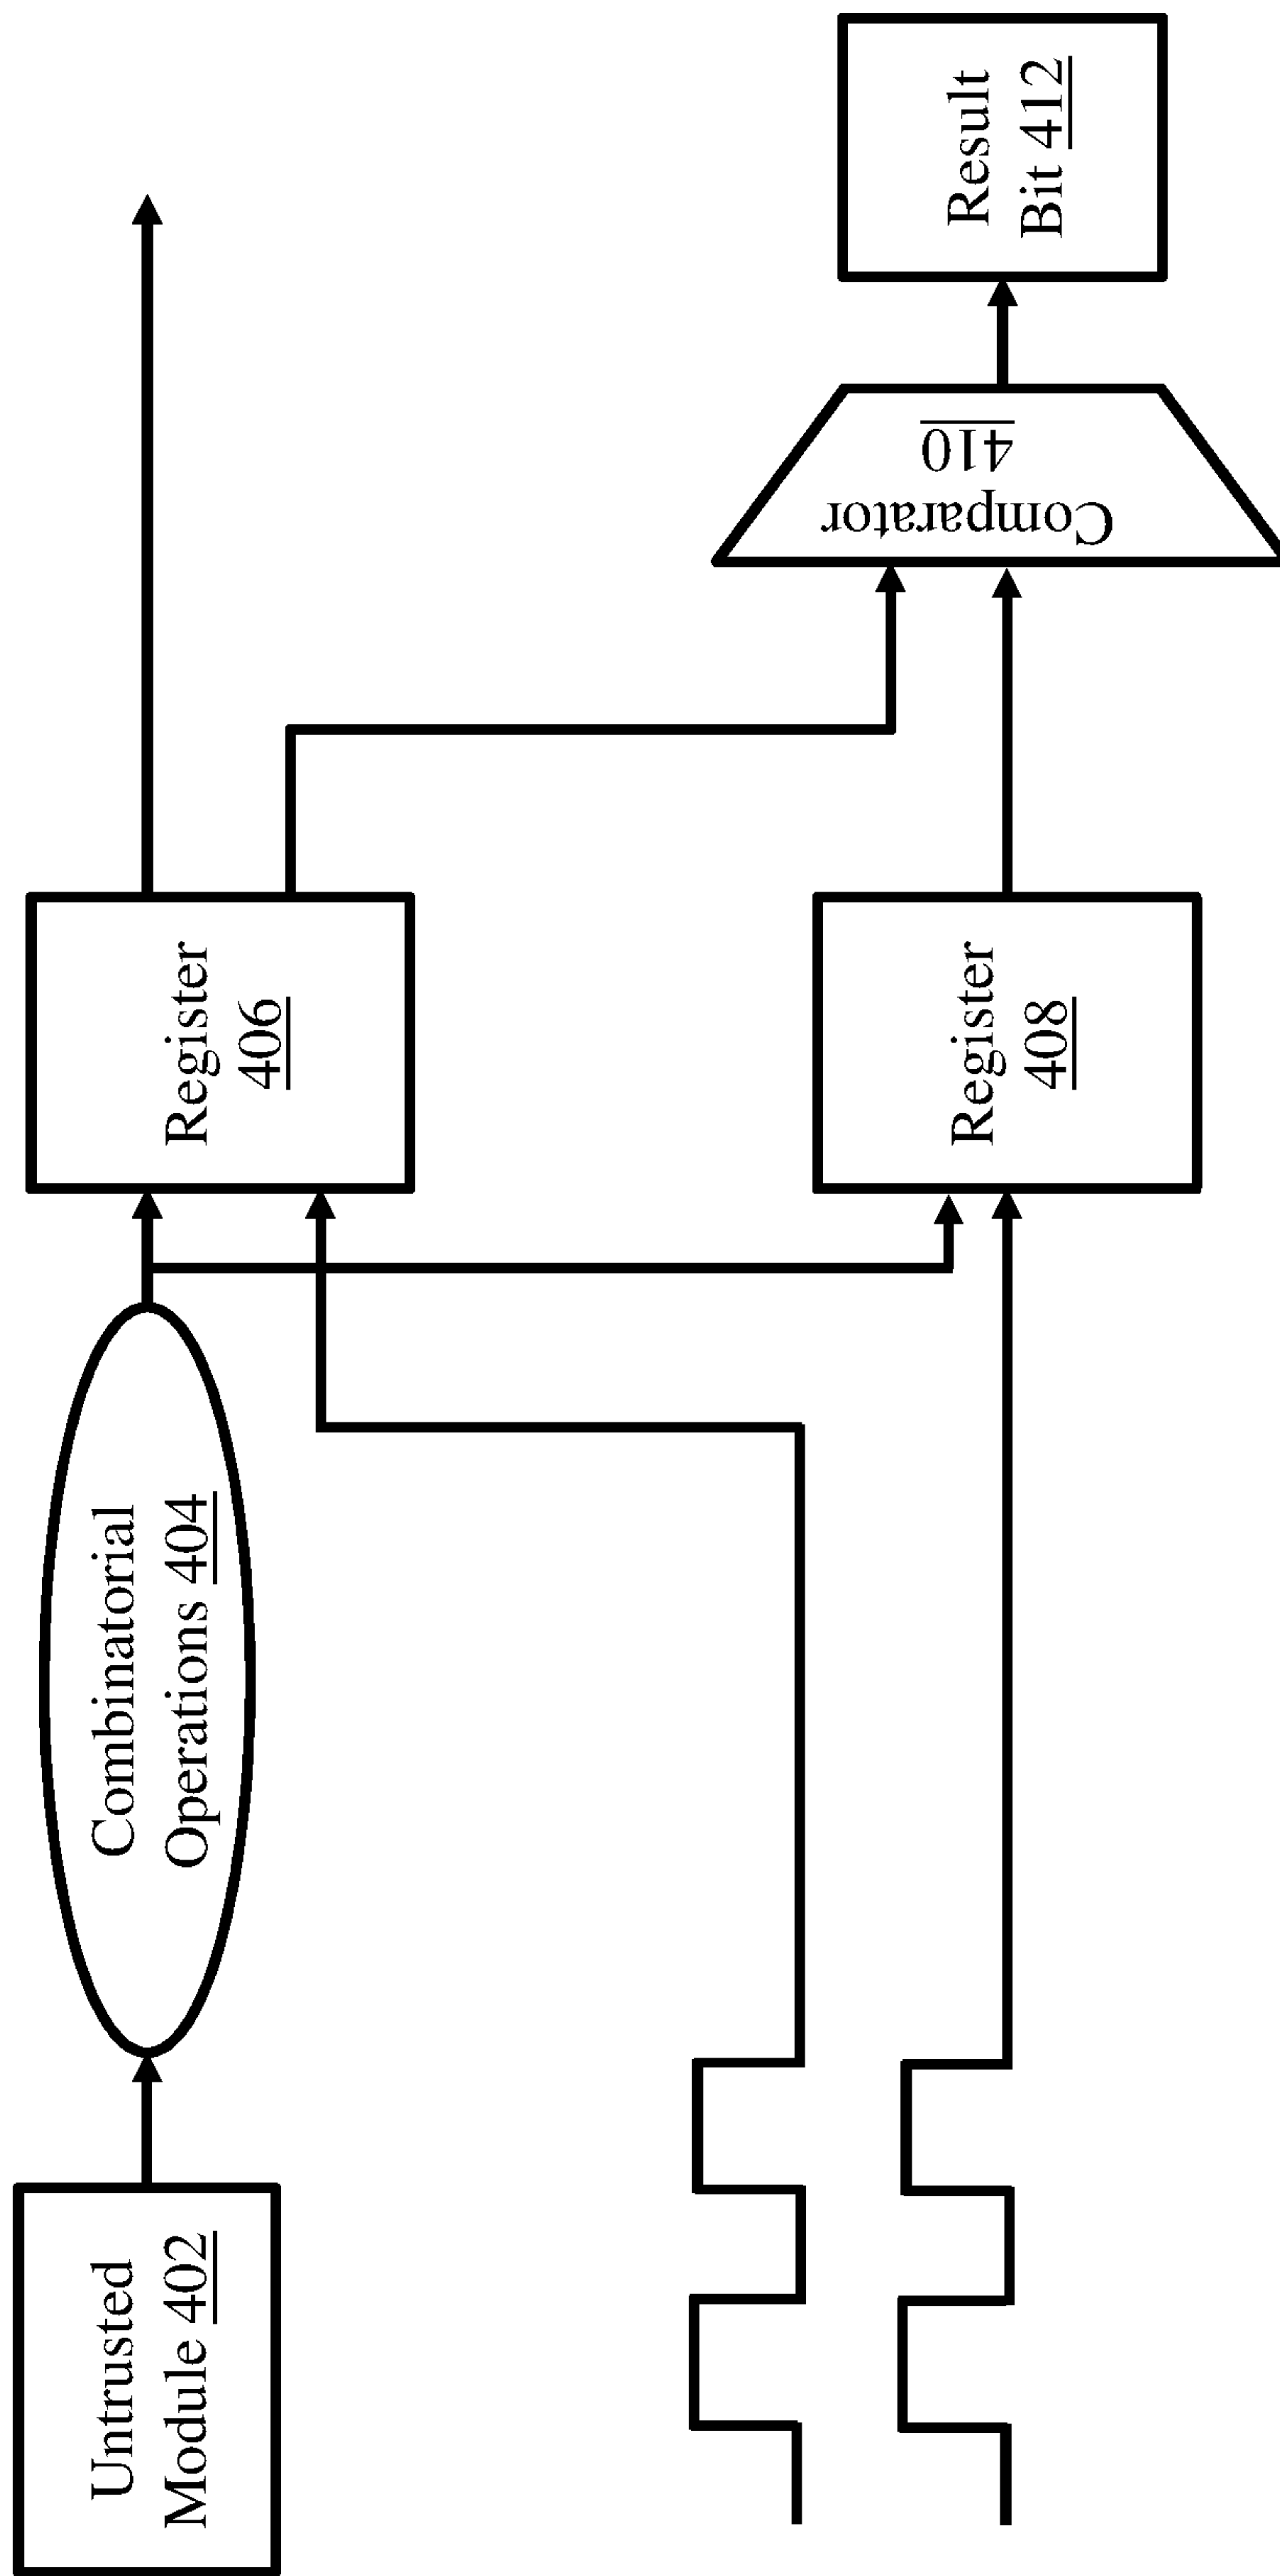 Untrusted
Module 402
Combinatorial
Operations 404
Register
406
Register
408
Comparator
410
Result
Bit 412